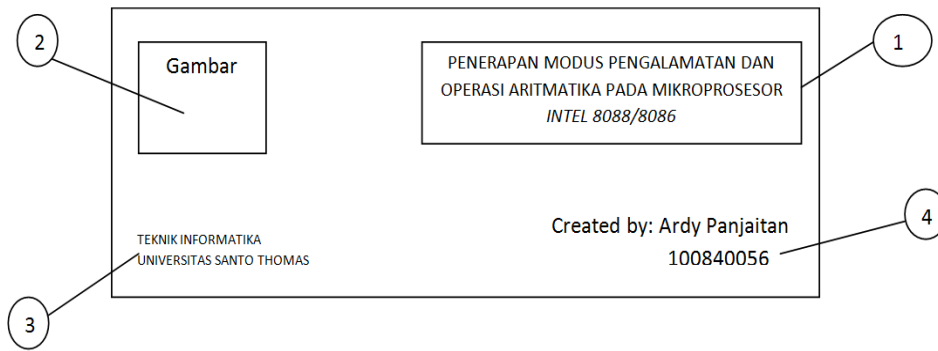 2
Gambar
PENERAPAN MODUS PENGALAMATAN DAN
OPERASI ARITMATIKA PADA MIKROPROSESOR
INTEL 8088/8086
1
TEKNIK INFORMATIKA
UNIVERSITAS SANTO THOMAS
Created by: Ardy Panjaitan
100840056
4
3